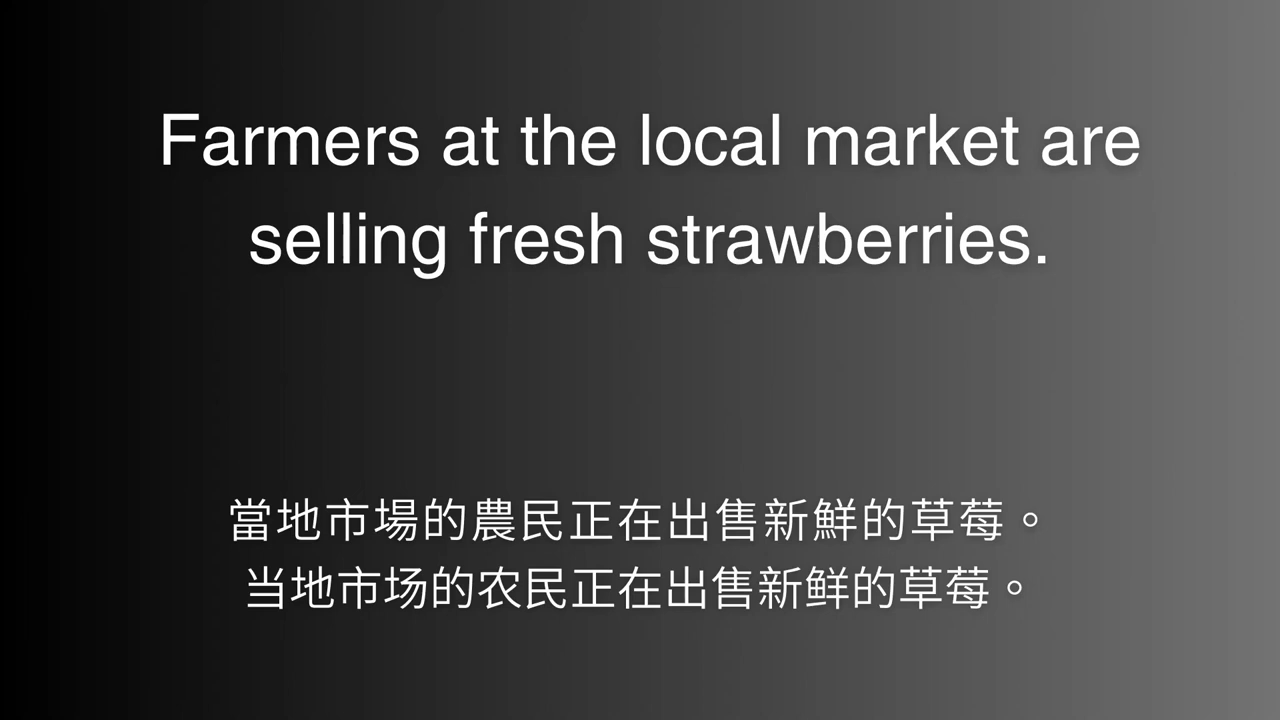 Farmers at the local market are
selling fresh strawberries.
當地市場的農民正在出售新鮮的草莓。
当地市场的农民正在出售新鲜的草莓。